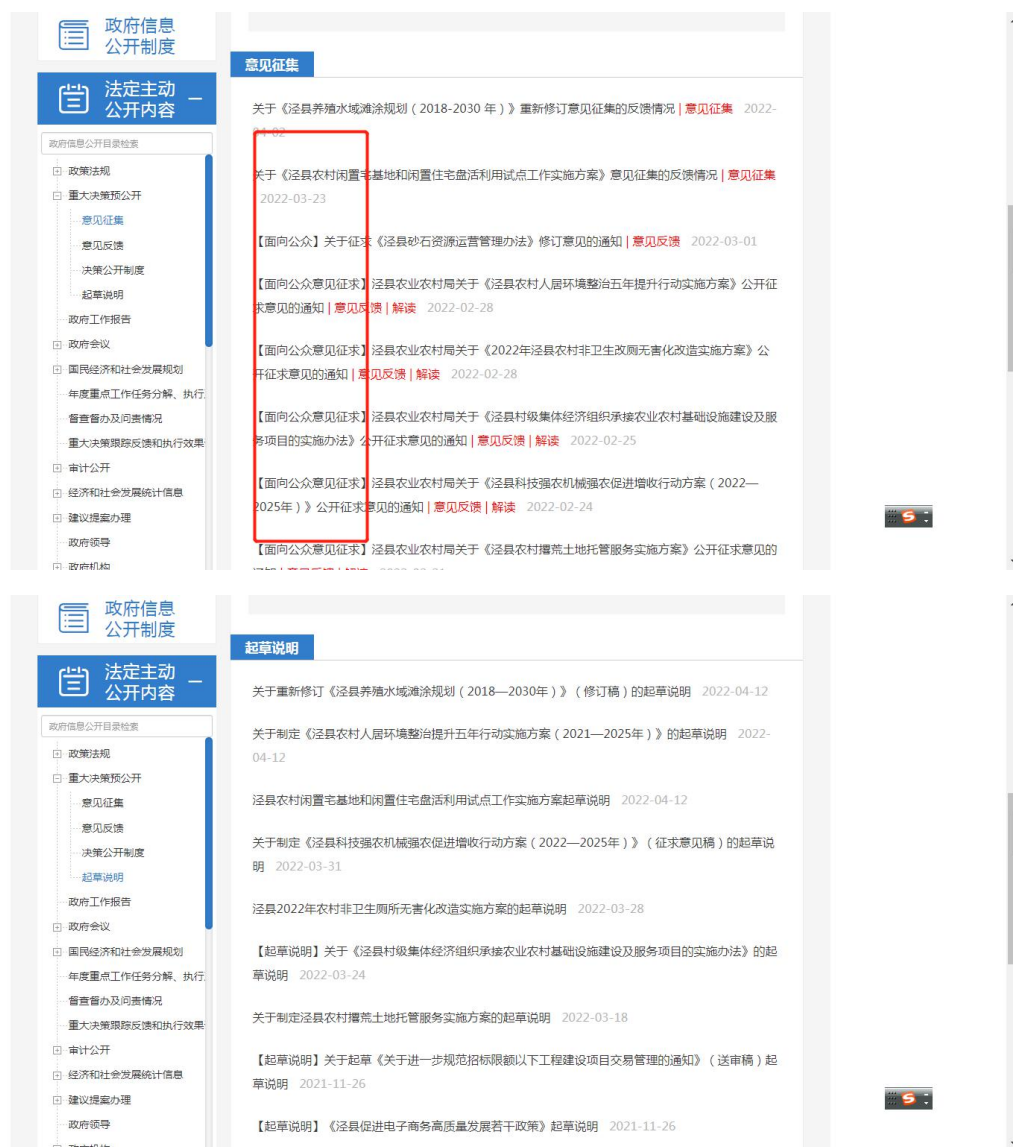 政府信息
公开制度
法定主动
公开内容
政府信息公开目录检索
政策法规
重大决策预公开
意见征集
意见反馈
决策公开制度
起草说明
政府工作报告
政府会议
国民经济和社会发展规划
年度重点工作任务分解、执行
督查督办及问责情况
重大决策跟踪反馈和执行效果
审计公开
经济和社会发展统计信息
建议提案办理
政府领导
政府机构
意见征集
关于《泾县养殖水域滩涂规划（2018-2030 年）》重新修订意见征集的反馈情况 | 意见征集 2022-
04-02
关于《泾县农村闲置宅基地和闲置住宅盘活利用试点工作实施方案》意见征集的反馈情况 | 意见征集
2022-03-23
【面向公众】关于征求《泾县砂石资源运营管理办法》修订意见的通知 | 意见反馈 2022-03-01
【面向公众意见征求】泾县农业农村局关于《泾县农村人居环境整治五年提升行动实施方案》公开征
求意见的通知 | 意见反馈 | 解读 2022-02-28
【面向公众意见征求】泾县农业农村局关于《2022年泾县农村非卫生改厕无害化改造实施方案》公
开征求意见的通知 | 意见反馈 | 解读 2022-02-28
【面向公众意见征求】泾县农业农村局关于《泾县村级集体经济组织承接农业农村基础设施建设及服
务项目的实施办法》公开征求意见的通知 | 意见反馈 | 解读 2022-02-25
【面向公众意见征求】泾县农业农村局关于《泾县科技强农机械强农促进增收行动方案（2022—
2025年）》公开征求意见的通知 | 意见反馈 | 解读 2022-02-24
【面向公众意见征求】泾县农业农村局关于《泾县农村撂荒土地托管服务实施方案》公开征求意见的
政府信息
公开制度
法定主动
公开内容
政府信息公开目录检索
政策法规
重大决策预公开
意见征集
意见反馈
决策公开制度
起草说明
政府工作报告
政府会议
国民经济和社会发展规划
年度重点工作任务分解、执行
督查督办及问责情况
重大决策跟踪反馈和执行效果
审计公开
经济和社会发展统计信息
建议提案办理
政府领导
起草说明
关于重新修订《泾县养殖水域滩涂规划（2018—2030年）》（修订稿）的起草说明 2022-04-12
关于制定《泾县农村人居环境整治提升五年行动实施方案（2021—2025年）》的起草说明 2022-
04-12
泾县农村闲置宅基地和闲置住宅盘活利用试点工作实施方案起草说明 2022-04-12
关于制定《泾县科技强农机械强农促进增收行动方案（2022—2025年）》（征求意见稿）的起草说
明 2022-03-31
泾县2022年农村非卫生厕所无害化改造实施方案的起草说明 2022-03-28
【起草说明】关于《泾县村级集体经济组织承接农业农村基础设施建设及服务项目的实施办法》的起
草说明 2022-03-24
关于制定泾县农村撂荒土地托管服务实施方案的起草说明 2022-03-18
【起草说明】关于起草《关于进一步规范招标限额以下工程建设项目交易管理的通知》（送审稿）起
草说明 2021-11-26
【起草说明】《泾县促进电子商务高质量发展若干政策》起草说明 2021-11-26